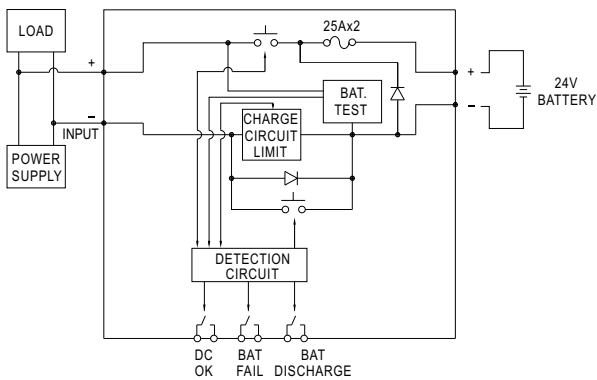 LOAD
25Ax2
+
+
24V
BATTERY
BAT.
TEST
–
–
INPUT
CHARGE
CIRCUIT
LIMIT
POWER
SUPPLY
DETECTION
CIRCUIT
DC
OK
BAT
FAIL
BAT
DISCHARGE